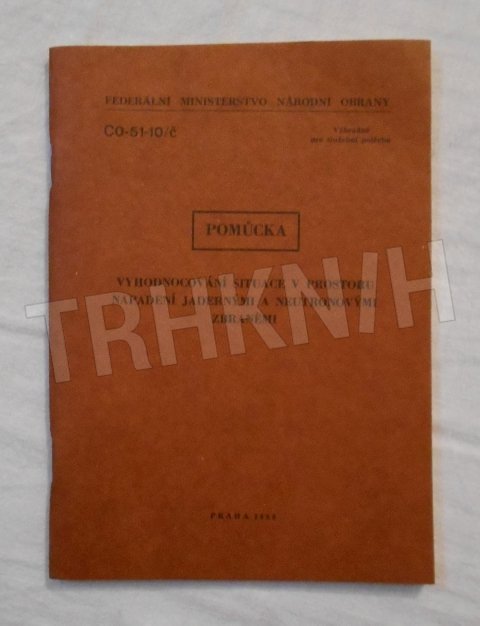 FEDERÁLNÍ MINISTERSTVO NÁRODNÍ OBRANY
CO-51-10/č
Výhradně
pro služební potřebu
POMŮCKA
VYHODNOCOVÁNÍ SITUACE V PROSTORU
NAPADENÍ JADERNÝMI A NEUTRONOVÝMI
ZBRANĚMI
TRHKNIH
PRAHA